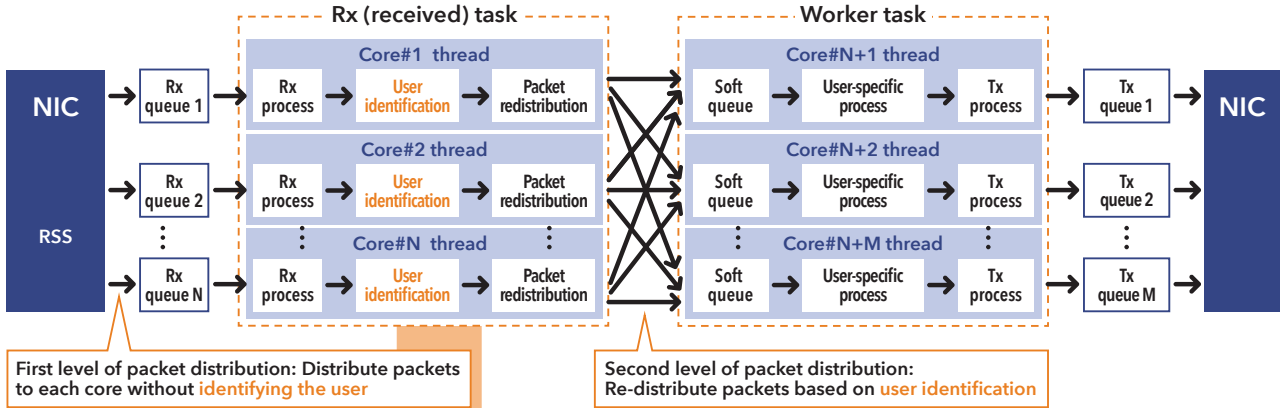 Rx (received) task
Worker task
NIC
RSS
Rx
queue 1
Rx
queue 2
Rx
queue N
Core#1 thread
Rx
process
User
identification
Packet
redistribution
Core#2 thread
Rx
process
User
identification
Packet
redistribution
Core#N thread
Rx
process
User
identification
Packet
redistribution
Core#N+1 thread
Soft
queue
User-specific
process
Tx
process
Core#N+2 thread
Soft
queue
User-specific
process
Tx
process
Core#N+M thread
Soft
queue
User-specific
process
Tx
process
Tx
queue 1
Tx
queue 2
Tx
queue M
NIC
First level of packet distribution: Distribute packets
to each core without identifying the user
Second level of packet distribution:
Re-distribute packets based on user identification